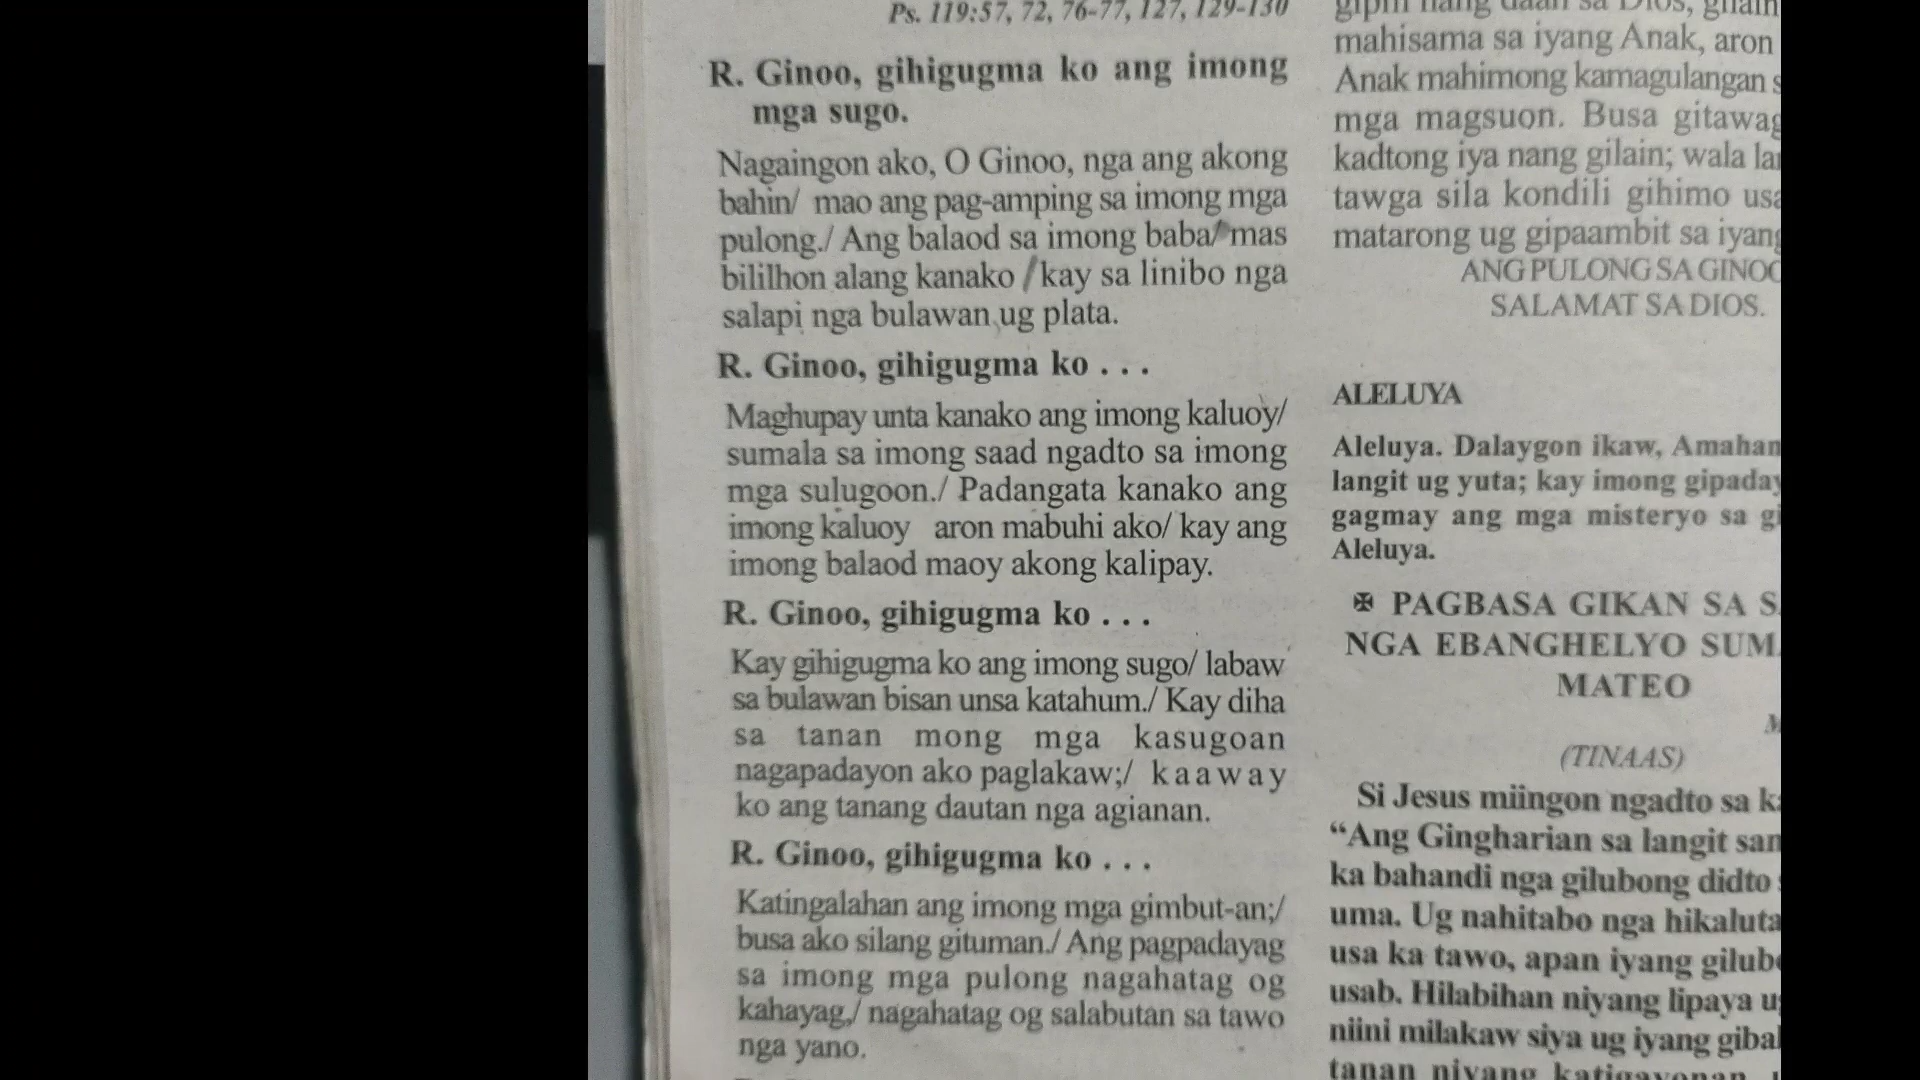 Ps. 119:57, 72, 76-77, 127, 129-130
R. Ginoo, gihigugma ko ang imong
mga sugo.
Nagaingon ako, O Ginoo, nga ang akong
bahin/ mao ang pag-amping sa imong mga
pulong./ Ang balaod sa imong baba/ mas
bililhon alang kanako / kay sa linibo nga
salapi nga bulawan ug plata.
R. Ginoo, gihigugma ko . . .
Maghupay unta kanako ang imong kaluoy/
sumala sa imong saad ngadto sa imong
mga sulugoon./ Padangata kanako ang
imong kaluoy aron mabuhi ako/ kay ang
imong balaod maoy akong kalipay.
R. Ginoo, gihigugma ko . . .
Kay gihigugma ko ang imong sugo/ labaw
sa bulawan bisan unsa katahum./ Kay diha
sa tanan mong mga kasugoan
nagapadayon ako paglakaw;/ kaaway
ko ang tanang dautan nga agianan.
R. Ginoo, gihigugma ko . . .
Katingalahan ang imong mga gimbut-an;/
busa ako silang gituman./ Ang pagpadayag
sa imong mga pulong nagahatag og
kahayag,/ nagahatag og salabutan sa tawo
nga yano.
nang daan sa Dios,
mahisama sa iyang Anak, aron
Anak mahimong kamagulangan
mga magsuon. Busa
kadtong iya nang gilain; wala
tawga sila kondili gihimo
matarong ug gipaambit sa
ANG PULONG SA
SALAMAT SA DIOS.
ALELUYA
Aleluya. Dalaygon ikaw, Amahan
langit ug yuta; kay imong
gagmay ang mga misteryo sa
Aleluya.
✠ PAGBASA GIKAN SA
NGA EBANGHELYO
MATEO
(TINAAS)
Si Jesus miingon ngadto sa
“Ang Gingharian sa langit
ka bahandi nga gilubong didto
uma. Ug nahitabo nga
usa ka tawo, apan iyang
usab. Hilabihan niyang lipaya
niini milakaw siya ug iyang
tanan niyang katigayonan